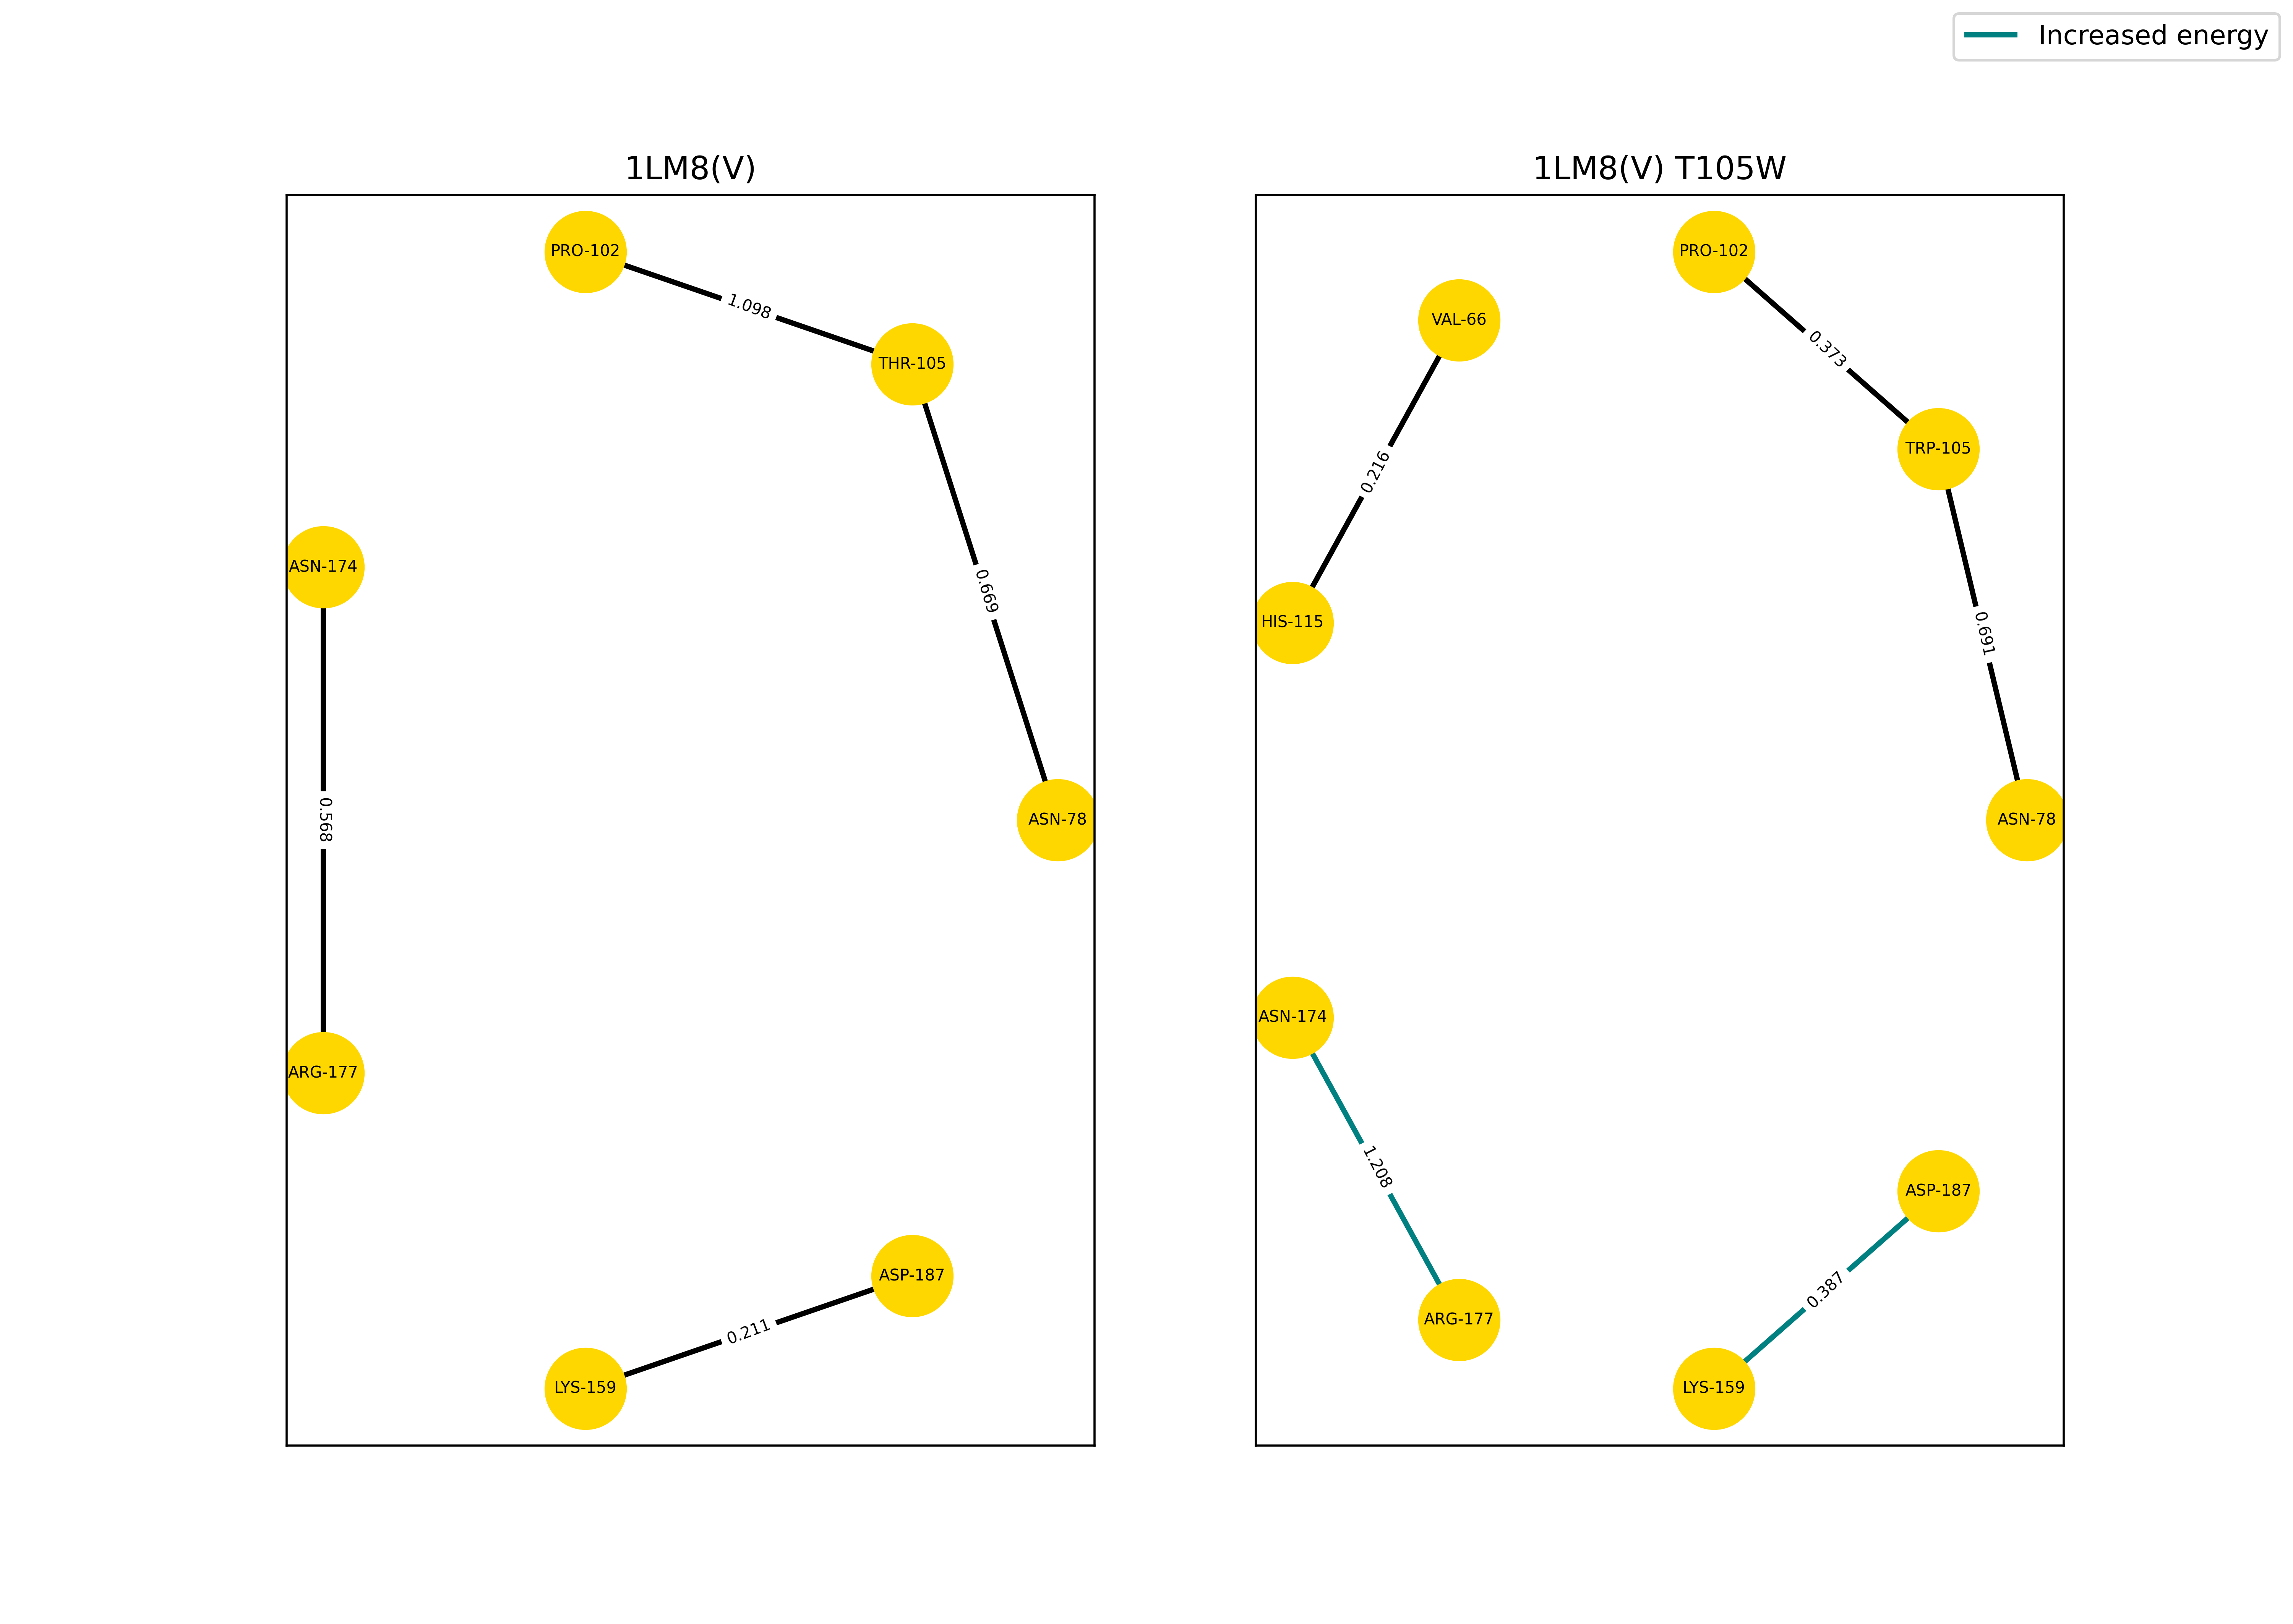 Increased energy
1LM8(V)
PRO-102
1.098
THR-105
ASN-174
0.669
0.568
ASN-78
ARG-177
ASP-187
0.211
LYS-159
1LM8(V) T105W
PRO-102
VAL-66
0.373
TRP-105
0.216
HIS-115
0.691
ASN-78
ASN-174
1.208
ASP-187
0.387
ARG-177
LYS-159